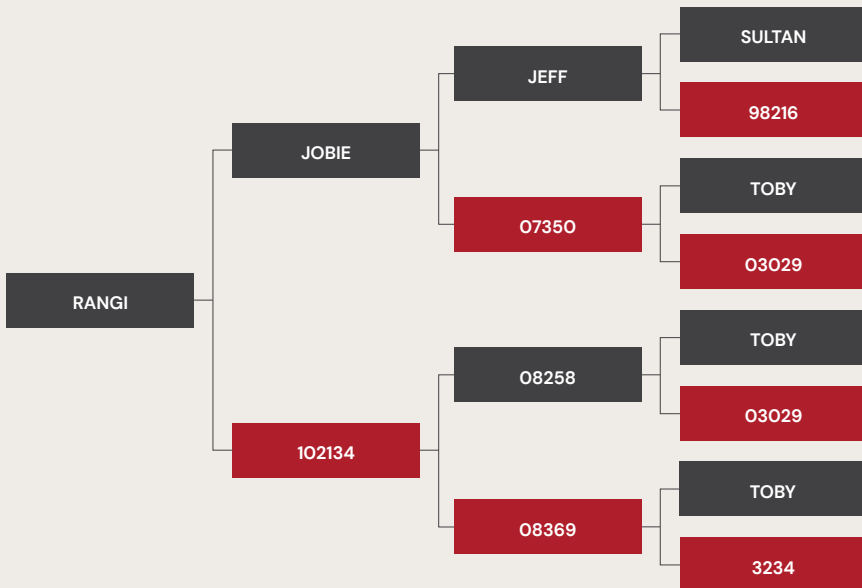 SULTAN
JEFF
98216
JOBIE
TOBY
07350
03029
RANGI
TOBY
08258
03029
102134
TOBY
08369
3234